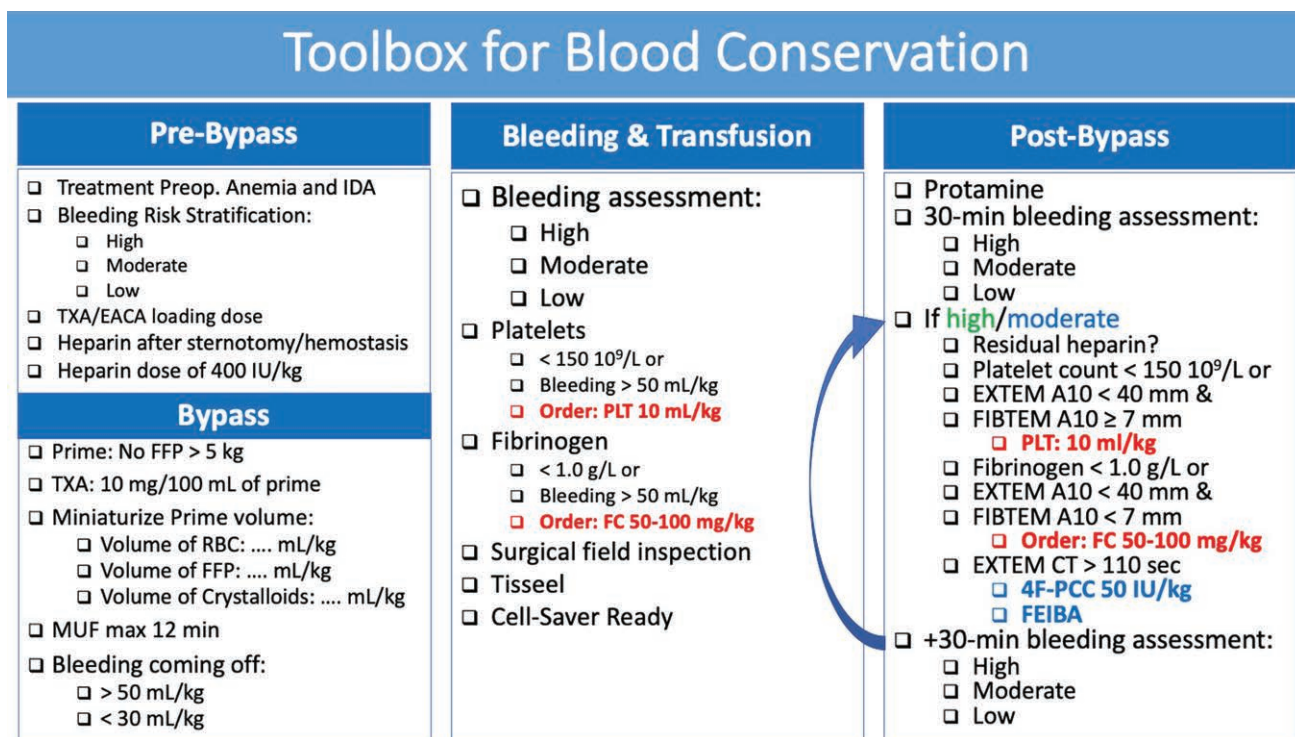 Toolbox for Blood Conservation
Pre-Bypass
❑ Treatment Preop. Anemia and IDA
❑ Bleeding Risk Stratification:
❑ High
❑ Moderate
❑ Low
❑ TXA/EACA loading dose
❑ Heparin after sternotomy/hemostasis
❑ Heparin dose of 400 IU/kg
Bypass
❑ Prime: No FFP > 5 kg
❑ TXA: 10 mg/100 mL of prime
❑ Miniaturize Prime volume:
❑ Volume of RBC: .... mL/kg
❑ Volume of FFP: .... mL/kg
❑ Volume of Crystalloids: .... mL/kg
❑ MUF max 12 min
❑ Bleeding coming off:
❑ > 50 mL/kg
❑ < 30 mL/kg
Bleeding & Transfusion
❑ Bleeding assessment:
❑ High
❑ Moderate
❑ Low
❑ Platelets
❑ < 150 10⁹/L or
❑ Bleeding > 50 mL/kg
❑ Order: PLT 10 mL/kg
❑ Fibrinogen
❑ < 1.0 g/L or
❑ Bleeding > 50 mL/kg
❑ Order: FC 50-100 mg/kg
❑ Surgical field inspection
❑ Tisseel
❑ Cell-Saver Ready
Post-Bypass
❑ Protamine
❑ 30-min bleeding assessment:
❑ High
❑ Moderate
❑ Low
❑ If high/moderate
❑ Residual heparin?
❑ Platelet count < 150 10⁹/L or
❑ EXTEM A10 < 40 mm &
❑ FIBTEM A10 ≥ 7 mm
❑ PLT: 10 ml/kg
❑ Fibrinogen < 1.0 g/L or
❑ EXTEM A10 < 40 mm &
❑ FIBTEM A10 < 7 mm
❑ Order: FC 50-100 mg/kg
❑ EXTEM CT > 110 sec
❑ 4F-PCC 50 IU/kg
❑ FEIBA
❑ +30-min bleeding assessment:
❑ High
❑ Moderate
❑ Low